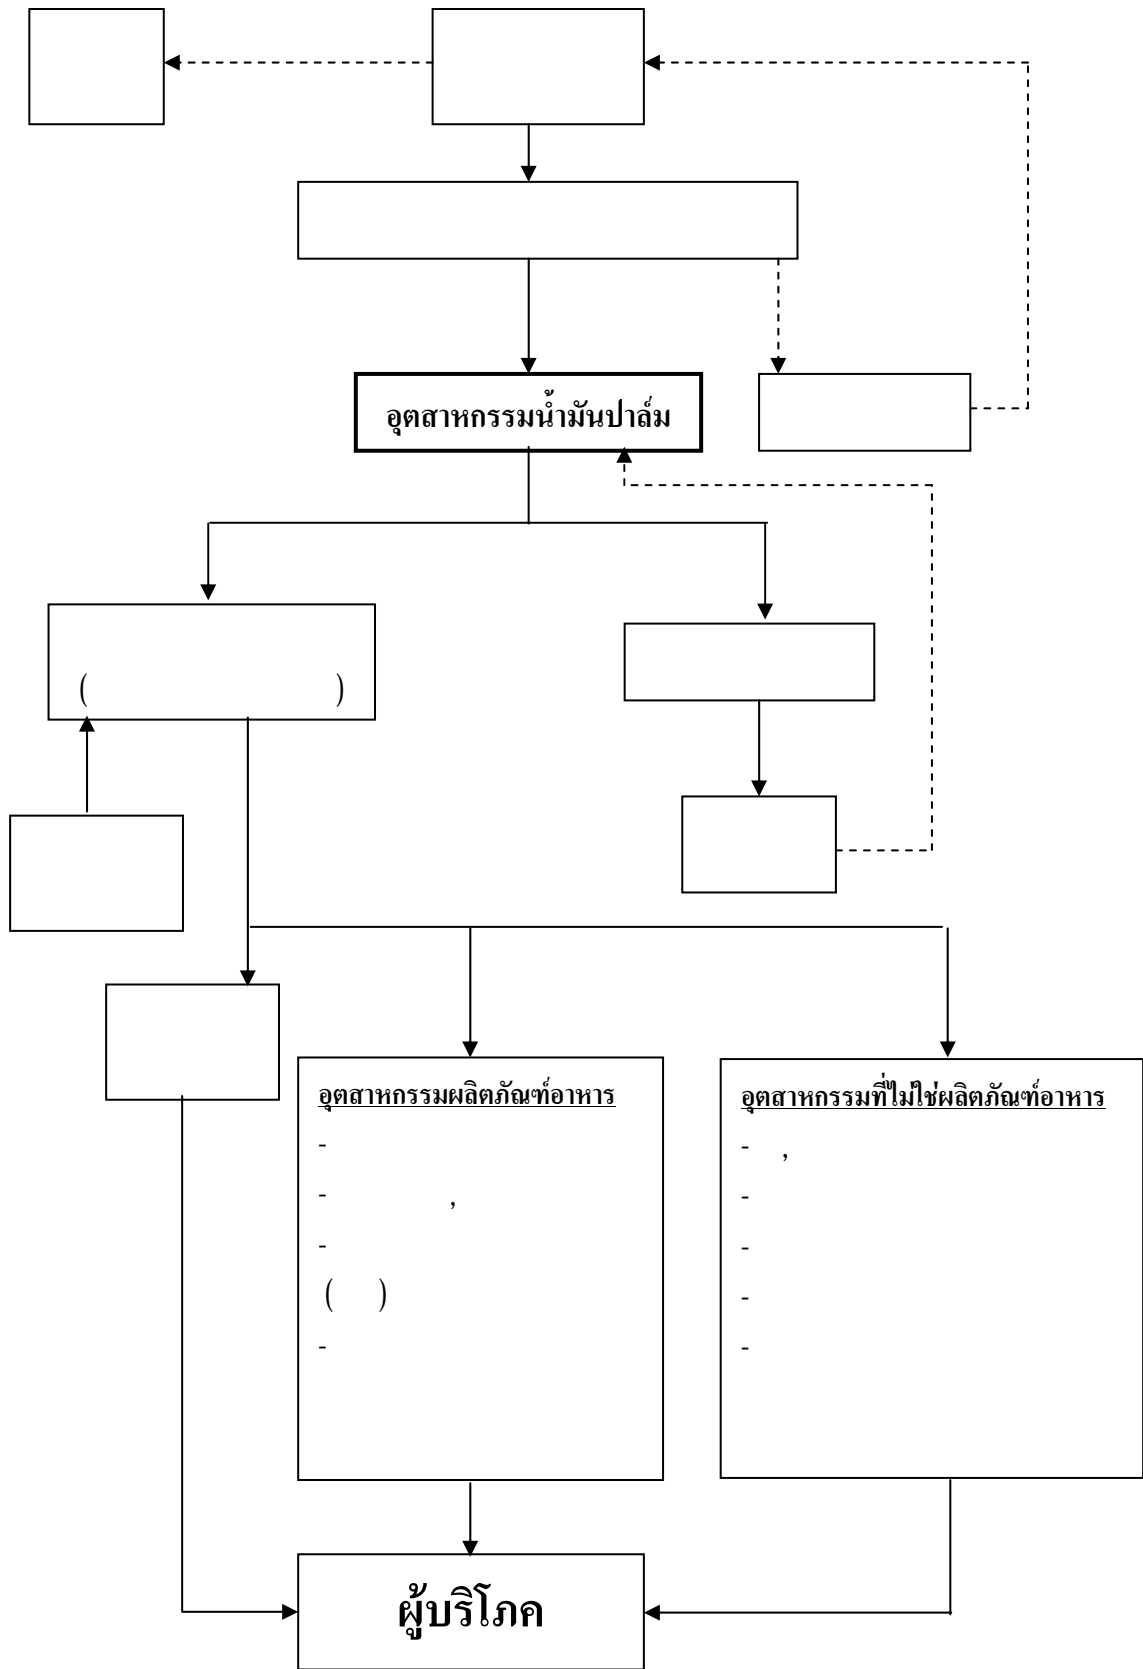 อุตสาหกรรมน้ำมันปาล์ม
( )
อุตสาหกรรมผลิตภัณฑ์อาหาร
-
- ,
-
( )
-
อุตสาหกรรมที่ไม่ใช่ผลิตภัณฑ์อาหาร
- ,
-
-
-
-
ผู้บริโภค